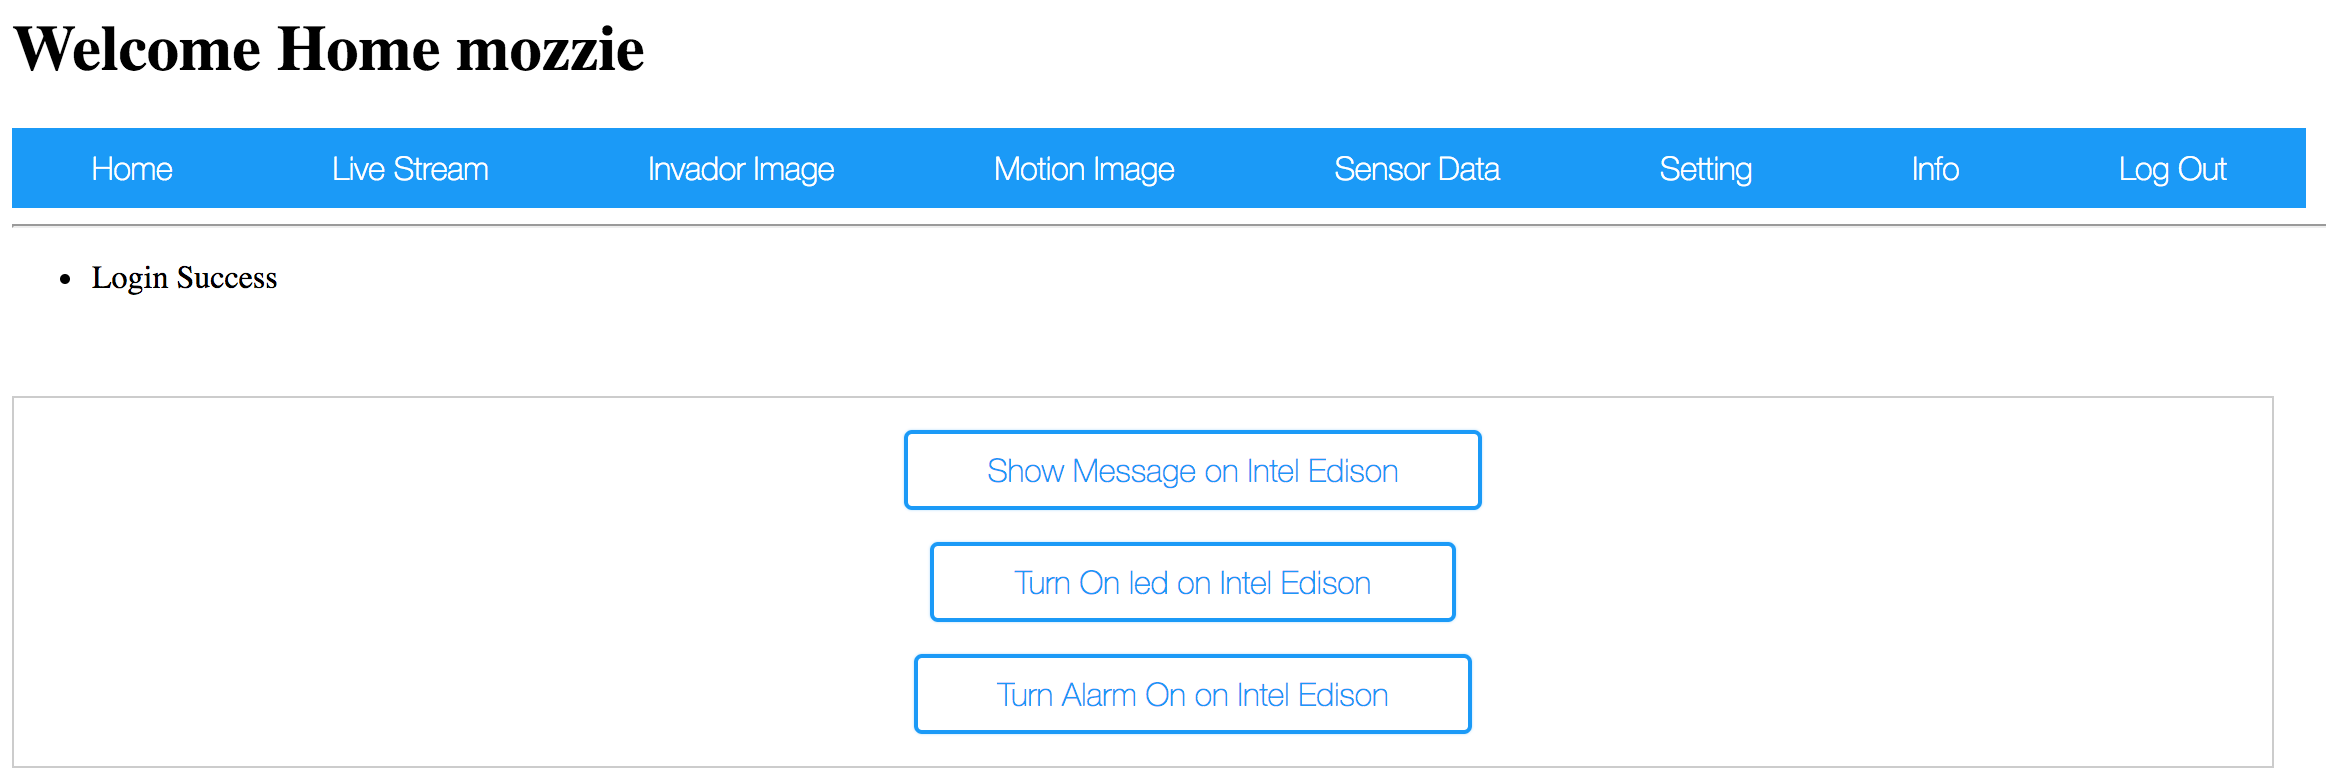 Welcome Home mozzie
Home Live Stream Invador Image Motion Image Sensor Data Setting Info Log Out
• Login Success
Show Message on Intel Edison
Turn On led on Intel Edison
Turn Alarm On on Intel Edison